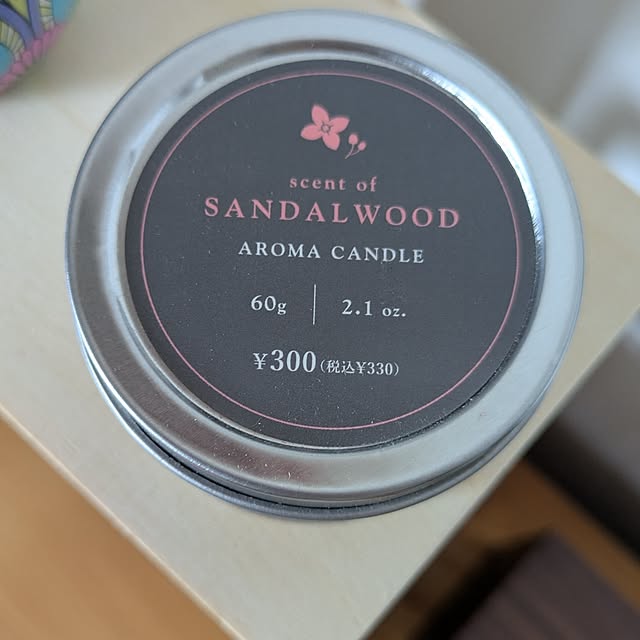 scent of
SANDALWOOD
AROMA CANDLE
60g | 2.1 oz.
¥300(税込¥330)